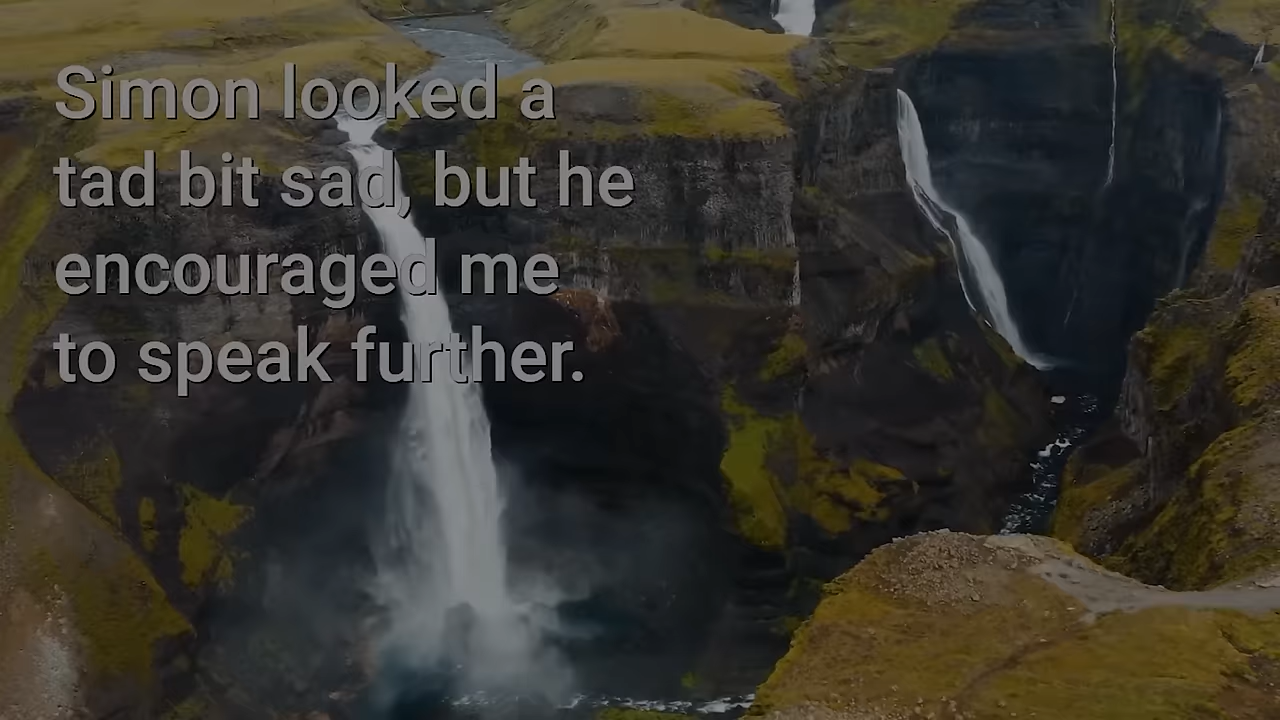 Simon looked a
tad bit sad, but he
encouraged me
to speak further.